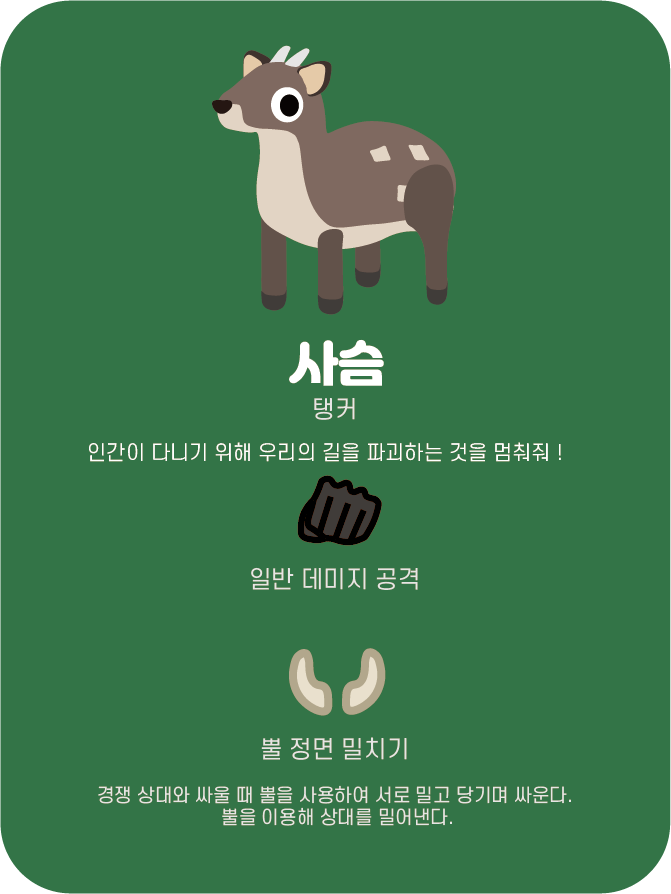 사슴
탱커
인간이 다니기 위해 우리의 길을 파괴하는 것을 멈춰줘 !
일반 데미지 공격
뿔 정면 밀치기
경쟁 상대와 싸울 때 뿔을 사용하여 서로 밀고 당기며 싸운다.
뿔을 이용해 상대를 밀어낸다.